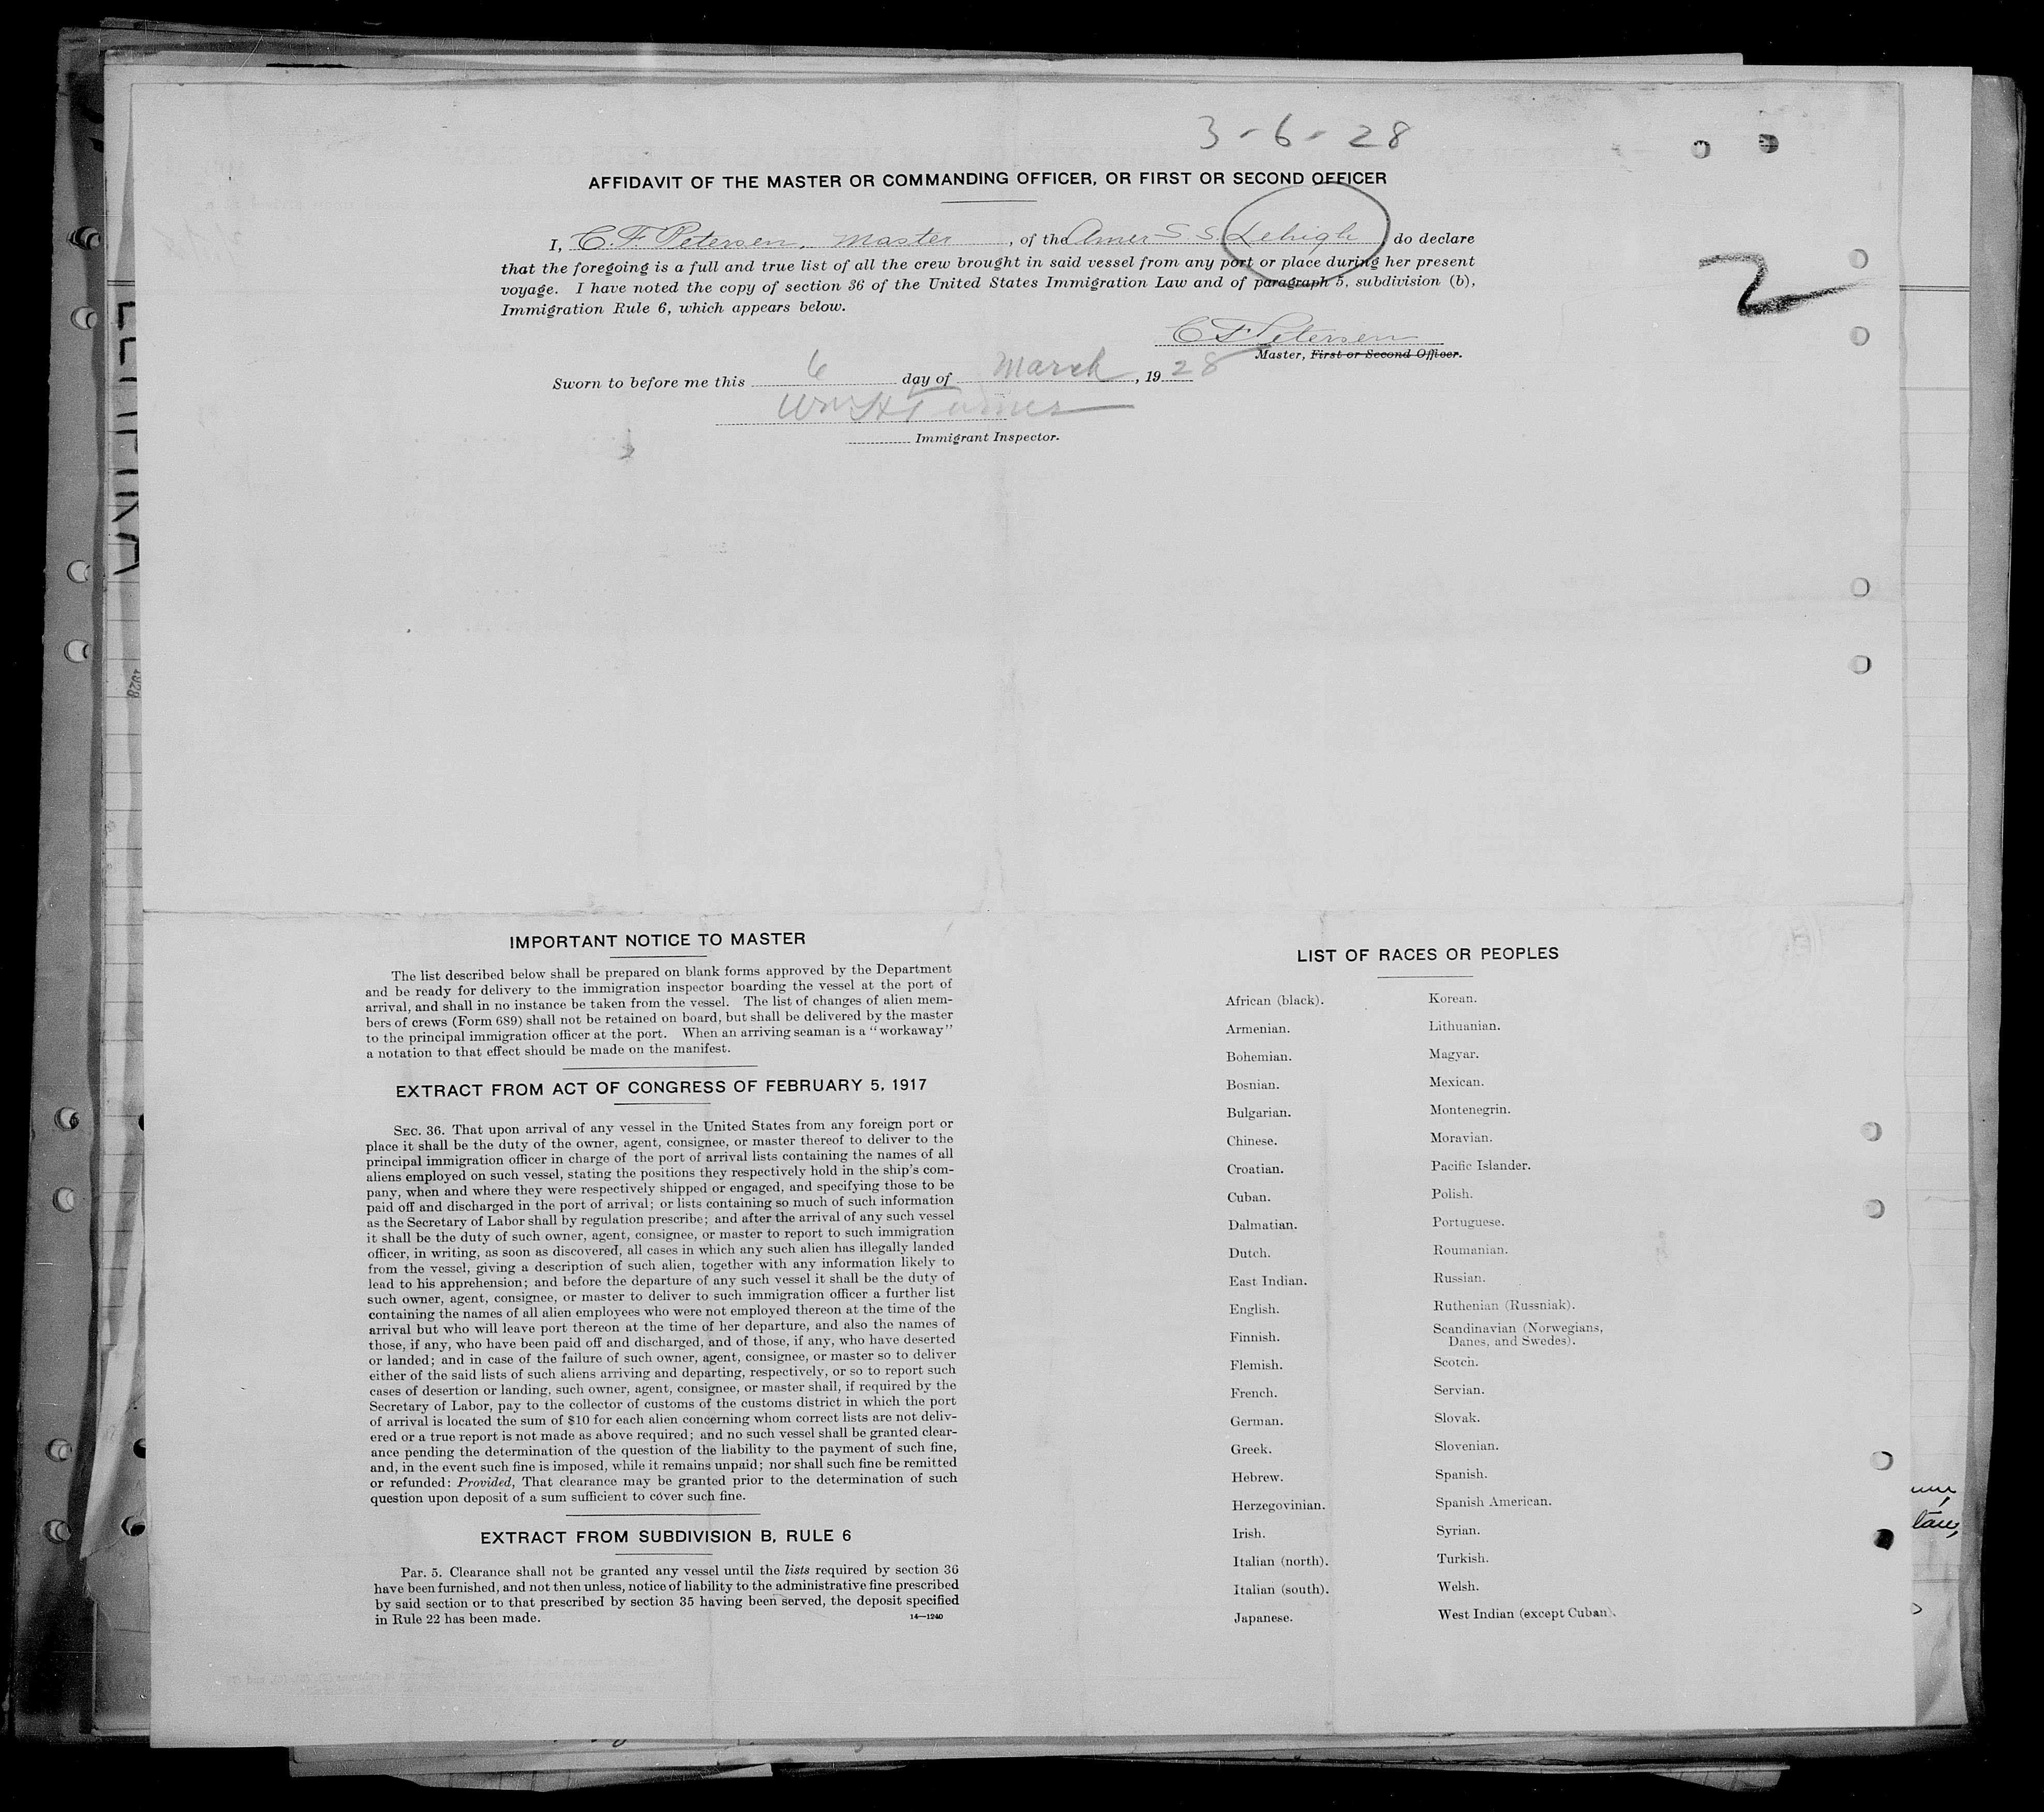 3-6-28
AFFIDAVIT OF THE MASTER OR COMMANDING OFFICER, OR FIRST OR SECOND OFFICER
I, C. F. Petersen, Master, of the Amer S S. Lehigh, do declare
that the foregoing is a full and true list of all the crew brought in said vessel from any port or place during her present
voyage. I have noted the copy of section 36 of the United States Immigration Law and of paragraph 5, subdivision (b),
Immigration Rule 6, which appears below.
2
C F Petersen
Master, First or Second Officer.
Sworn to before me this 6 day of March, 1928
Wm H
Immigrant Inspector.
1928
IMPORTANT NOTICE TO MASTER
The list described below shall be prepared on blank forms approved by the Department
and be ready for delivery to the immigration inspector boarding the vessel at the port of
arrival, and shall in no instance be taken from the vessel. The list of changes of alien mem-
bers of crews (Form 689) shall not be retained on board, but shall be delivered by the master
to the principal immigration officer at the port. When an arriving seaman is a "workaway"
a notation to that effect should be made on the manifest.
EXTRACT FROM ACT OF CONGRESS OF FEBRUARY 5, 1917
SEC. 36. That upon arrival of any vessel in the United States from any foreign port or
place it shall be the duty of the owner, agent, consignee, or master thereof to deliver to the
principal immigration officer in charge of the port of arrival lists containing the names of all
aliens employed on such vessel, stating the positions they respectively hold in the ship's com-
pany, when and where they were respectively shipped or engaged, and specifying those to be
paid off and discharged in the port of arrival; or lists containing so much of such information
as the Secretary of Labor shall by regulation prescribe; and after the arrival of any such vessel
it shall be the duty of such owner, agent, consignee, or master to report to such immigration
officer, in writing, as soon as discovered, all cases in which any such alien has illegally landed
from the vessel, giving a description of such alien, together with any information likely to
lead to his apprehension; and before the departure of any such vessel it shall be the duty of
such owner, agent, consignee, or master to deliver to such immigration officer a further list
containing the names of all alien employees who were not employed thereon at the time of the
arrival but who will leave port thereon at the time of her departure, and also the names of
those, if any, who have been paid off and discharged, and of those, if any, who have deserted
or landed; and in case of the failure of such owner, agent, consignee, or master so to deliver
either of the said lists of such aliens arriving and departing, respectively, or so to report such
cases of desertion or landing, such owner, agent, consignee, or master shall, if required by the
Secretary of Labor, pay to the collector of customs of the customs district in which the port
of arrival is located the sum of $10 for each alien concerning whom correct lists are not deliv-
ered or a true report is not made as above required; and no such vessel shall be granted clear-
ance pending the determination of the question of the liability to the payment of such fine,
and, in the event such fine is imposed, while it remains unpaid; nor shall such fine be remitted
or refunded: Provided, That clearance may be granted prior to the determination of such
question upon deposit of a sum sufficient to cover such fine.
EXTRACT FROM SUBDIVISION B, RULE 6
Par. 5. Clearance shall not be granted any vessel until the lists required by section 36
have been furnished, and not then unless, notice of liability to the administrative fine prescribed
by said section or to that prescribed by section 35 having been served, the deposit specified
in Rule 22 has been made.
14—1240
LIST OF RACES OR PEOPLES
African (black).
Armenian.
Bohemian.
Bosnian.
Bulgarian.
Chinese.
Croatian.
Cuban.
Dalmatian.
Dutch.
East Indian.
English.
Finnish.
Flemish.
French.
German.
Greek.
Hebrew.
Herzegovinian.
Irish.
Italian (north).
Italian (south).
Japanese.
Korean.
Lithuanian.
Magyar.
Mexican.
Montenegrin.
Moravian.
Pacific Islander.
Polish.
Portuguese.
Roumanian.
Russian.
Ruthenian (Russniak).
Scandinavian (Norwegians,
Danes, and Swedes).
Scotch.
Servian.
Slovak.
Slovenian.
Spanish.
Spanish American.
Syrian.
Turkish.
Welsh.
West Indian (except Cuban).